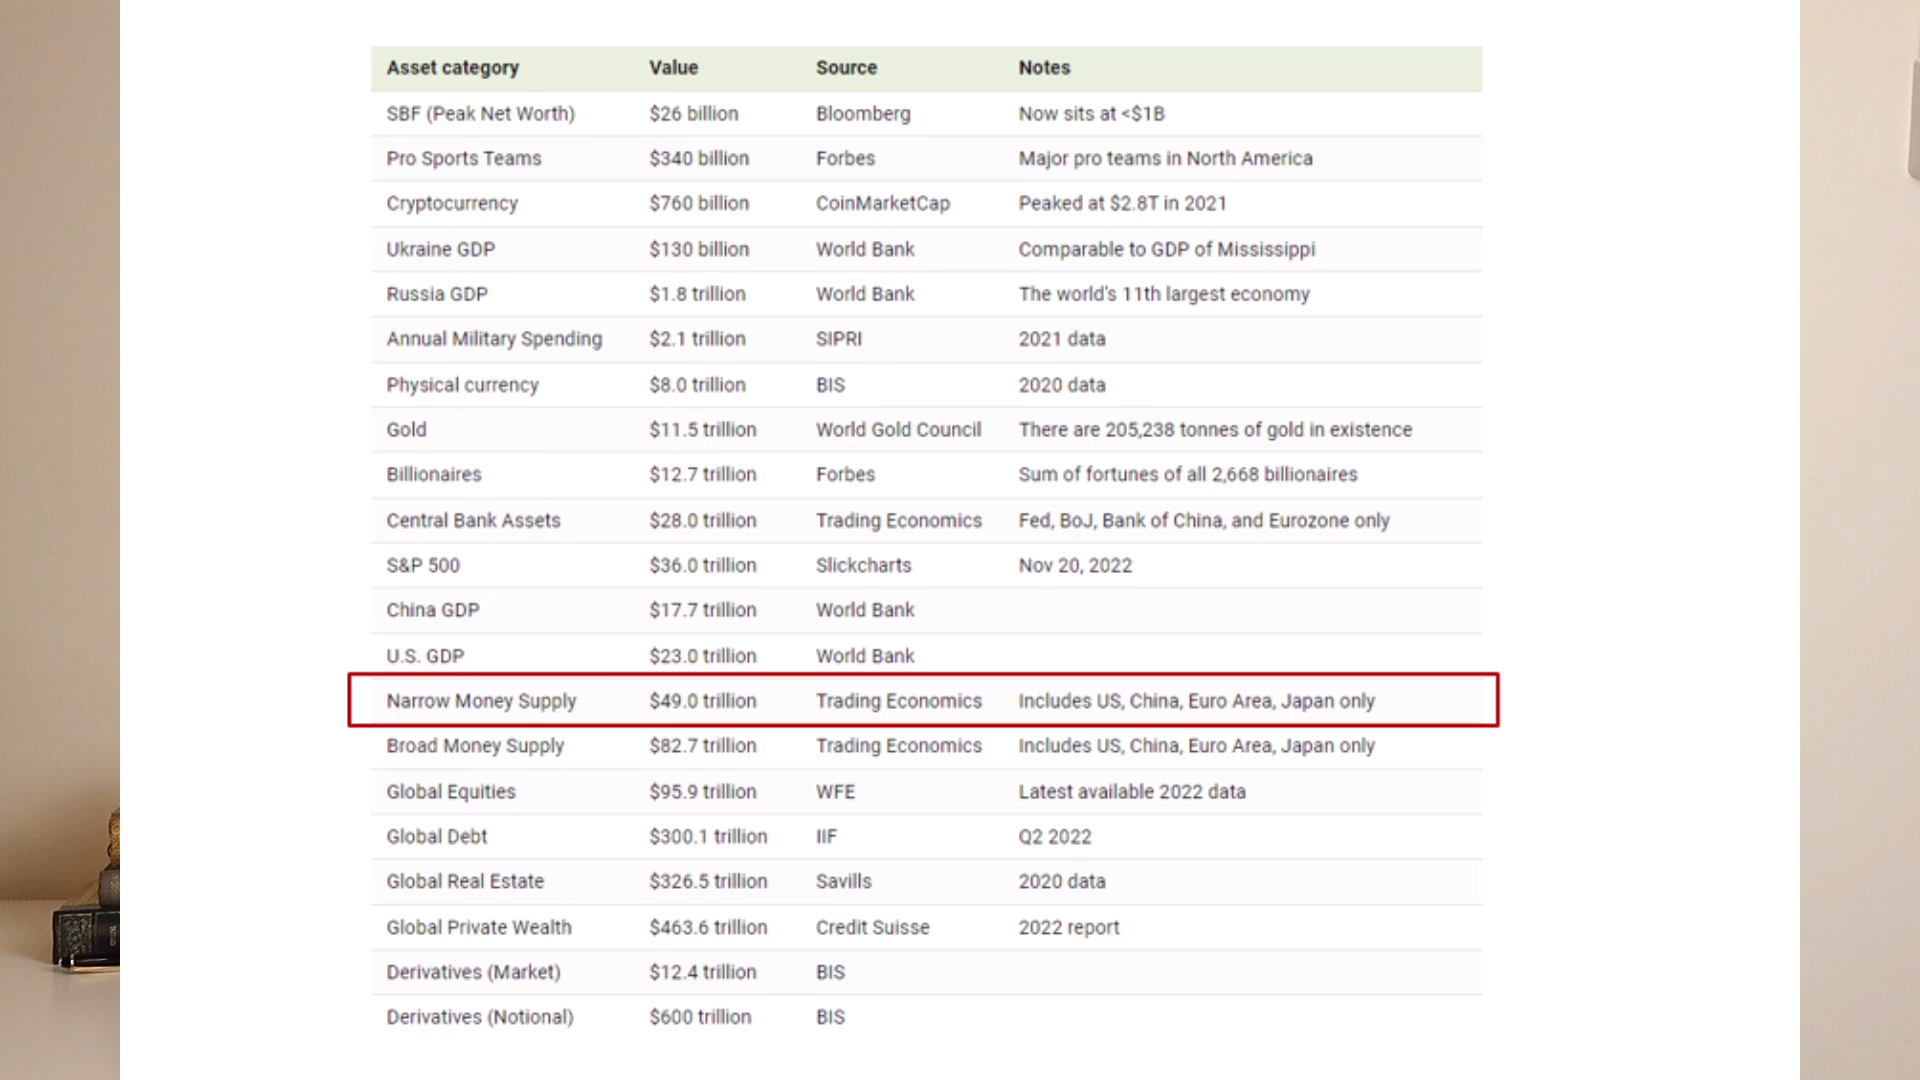 Asset category Value Source Notes
SBF (Peak Net Worth) $26 billion Bloomberg Now sits at <$1B
Pro Sports Teams $340 billion Forbes Major pro teams in North America
Cryptocurrency $760 billion CoinMarketCap Peaked at $2.8T in 2021
Ukraine GDP $130 billion World Bank Comparable to GDP of Mississippi
Russia GDP $1.8 trillion World Bank The world's 11th largest economy
Annual Military Spending $2.1 trillion SIPRI 2021 data
Physical currency $8.0 trillion BIS 2020 data
Gold $11.5 trillion World Gold Council There are 205,238 tonnes of gold in existence
Billionaires $12.7 trillion Forbes Sum of fortunes of all 2,668 billionaires
Central Bank Assets $28.0 trillion Trading Economics Fed, BoJ, Bank of China, and Eurozone only
S&P 500 $36.0 trillion Slickcharts Nov 20, 2022
China GDP $17.7 trillion World Bank
U.S. GDP $23.0 trillion World Bank
Narrow Money Supply $49.0 trillion Trading Economics Includes US, China, Euro Area, Japan only
Broad Money Supply $82.7 trillion Trading Economics Includes US, China, Euro Area, Japan only
Global Equities $95.9 trillion WFE Latest available 2022 data
Global Debt $300.1 trillion IIF Q2 2022
Global Real Estate $326.5 trillion Savills 2020 data
Global Private Wealth $463.6 trillion Credit Suisse 2022 report
Derivatives (Market) $12.4 trillion BIS
Derivatives (Notional) $600 trillion BIS